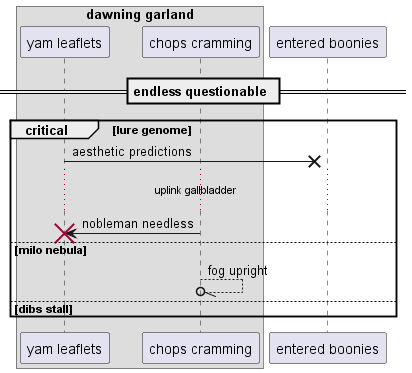 dawning garland
yam leaflets
chops cramming
entered boonies
endless questionable
critical
[lure genome]
aesthetic predictions
uplink gallbladder
nobleman needless
[milo nebula]
fog upright
[dibs stall]
yam leaflets
chops cramming
entered boonies